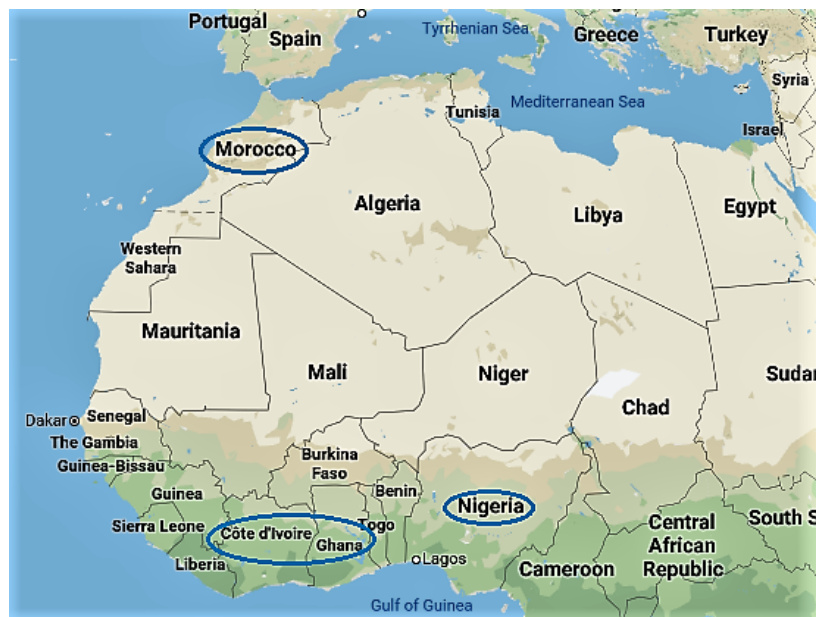 Portugal
Spain
Tyrrhenian Sea
Greece
Turkey
Syria
Tunisia
Mediterranean Sea
Israel
Morocco
Algeria
Libya
Egypt
Western
Sahara
Mauritania
Mali
Niger
Chad
Sudan
Dakar
Senegal
The Gambia
Guinea-Bissau
Burkina
Faso
Guinea
Benin
Nigeria
Sierra Leone
Côte d'Ivoire
Togo
Ghana
Liberia
Lagos
Central
African
Republic
South S
Cameroon
Gulf of Guinea